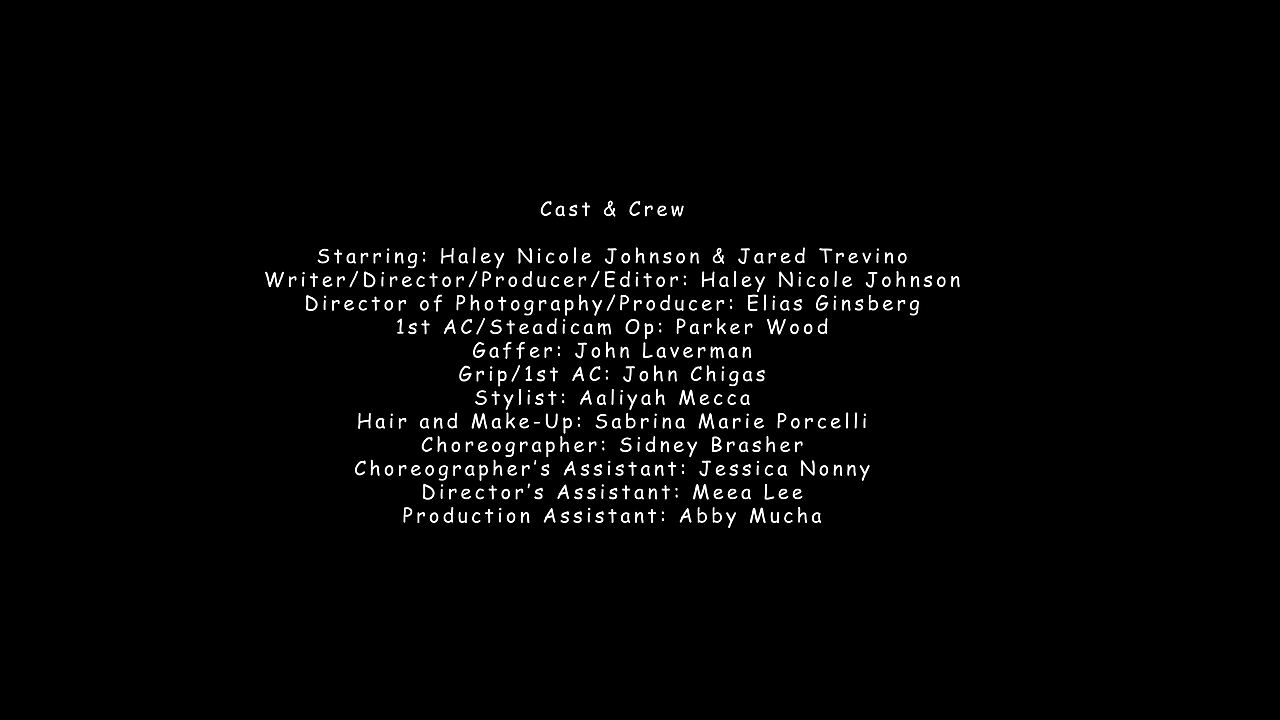 Cast & Crew
Starring: Haley Nicole Johnson & Jared Trevino
Writer/Director/Producer/Editor: Haley Nicole Johnson
Director of Photography/Producer: Elias Ginsberg
1st AC/Steadicam Op: Parker Wood
Gaffer: John Laverman
Grip/1st AC: John Chigas
Stylist: Aaliyah Mecca
Hair and Make-Up: Sabrina Marie Porcelli
Choreographer: Sidney Brasher
Choreographer's Assistant: Jessica Nonny
Director's Assistant: Meea Lee
Production Assistant: Abby Mucha